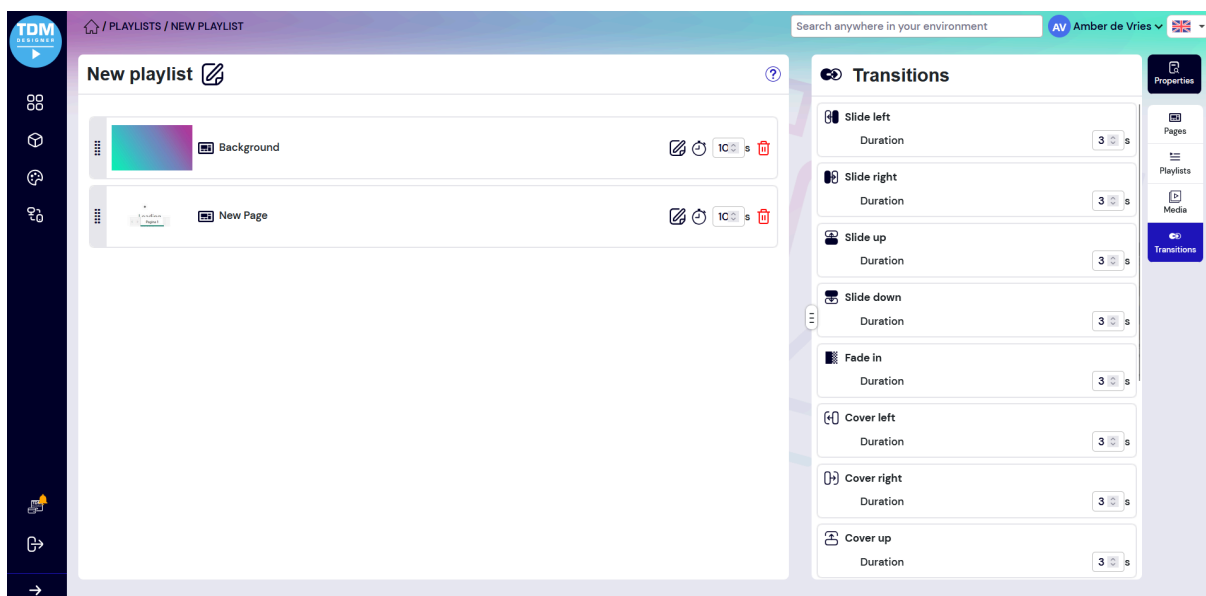 TDM
DESIGNER
/ PLAYLISTS / NEW PLAYLIST
Search anywhere in your environment
AV Amber de Vries
New playlist
?
Background
10 s
New Page
10 s
Transitions
Slide left
Duration 3 s
Slide right
Duration 3 s
Slide up
Duration 3 s
Slide down
Duration 3 s
Fade in
Duration 3 s
Cover left
Duration 3 s
Cover right
Duration 3 s
Cover up
Duration 3 s
Properties
Pages
Playlists
Media
Transitions